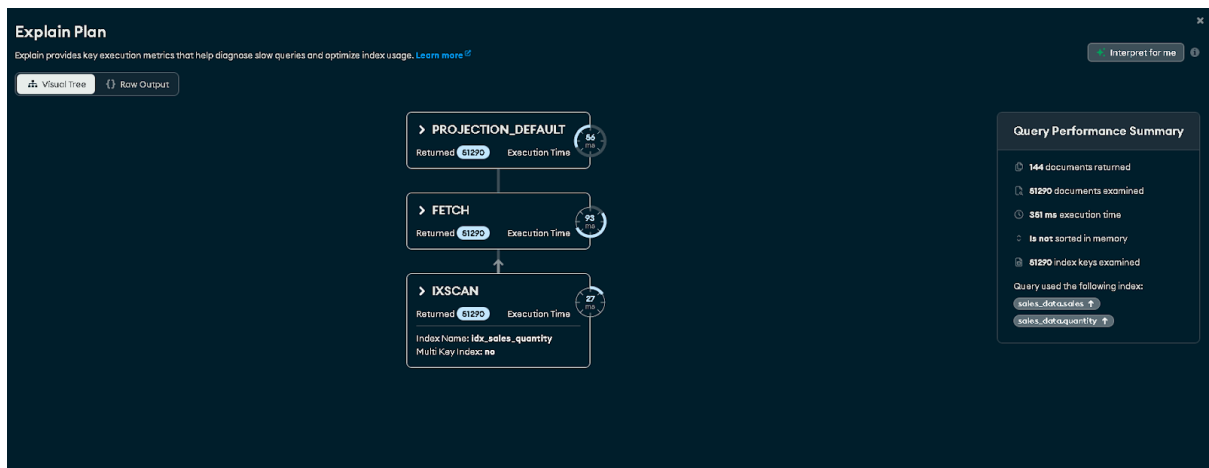 Explain Plan
Explain provides key execution metrics that help diagnose slow queries and optimize index usage. Learn more
Interpret for me
Visual Tree
{} Raw Output
PROJECTION_DEFAULT
Returned 51290 Execution Time 56 ms
FETCH
Returned 51290 Execution Time 93 ms
IXSCAN
Returned 51290 Execution Time 27 ms
Index Name: idx_sales_quantity
Multi Key Index: no
Query Performance Summary
144 documents returned
51290 documents examined
351 ms execution time
Is not sorted in memory
51290 index keys examined
Query used the following index:
sales_data.sales ↑
sales_data.quantity ↑